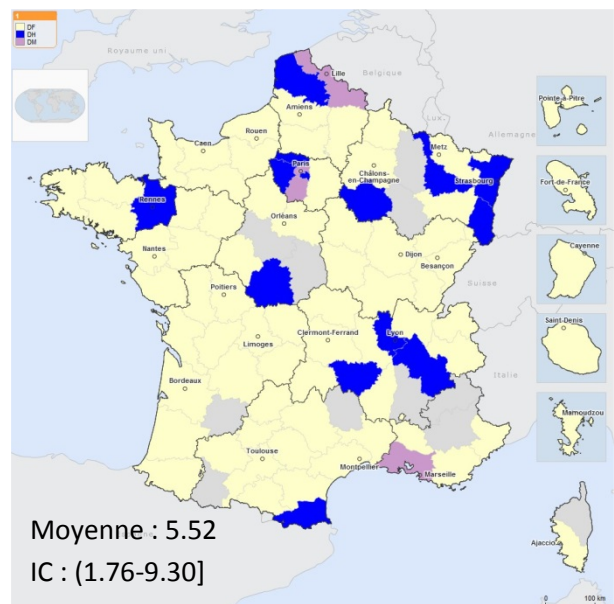 1
DF
DH
DM
Royaume uni
Belgique
Lille
Amiens
Lux.
Allemagne
Pointe-à-Pitre
Rouen
Caen
Metz
Paris
Châlons-
en-Champagne
Strasbourg
Fort-de-France
Rennes
Orléans
Nantes
Dijon
Besançon
Cayenne
Suisse
Poitiers
Saint-Denis
Lyon
Clermont-Ferrand
Limoges
Italie
Bordeaux
Mamoudzou
Toulouse
Montpellier
Marseille
Ajaccio
Moyenne : 5.52
IC : (1.76-9.30]
0 100 km